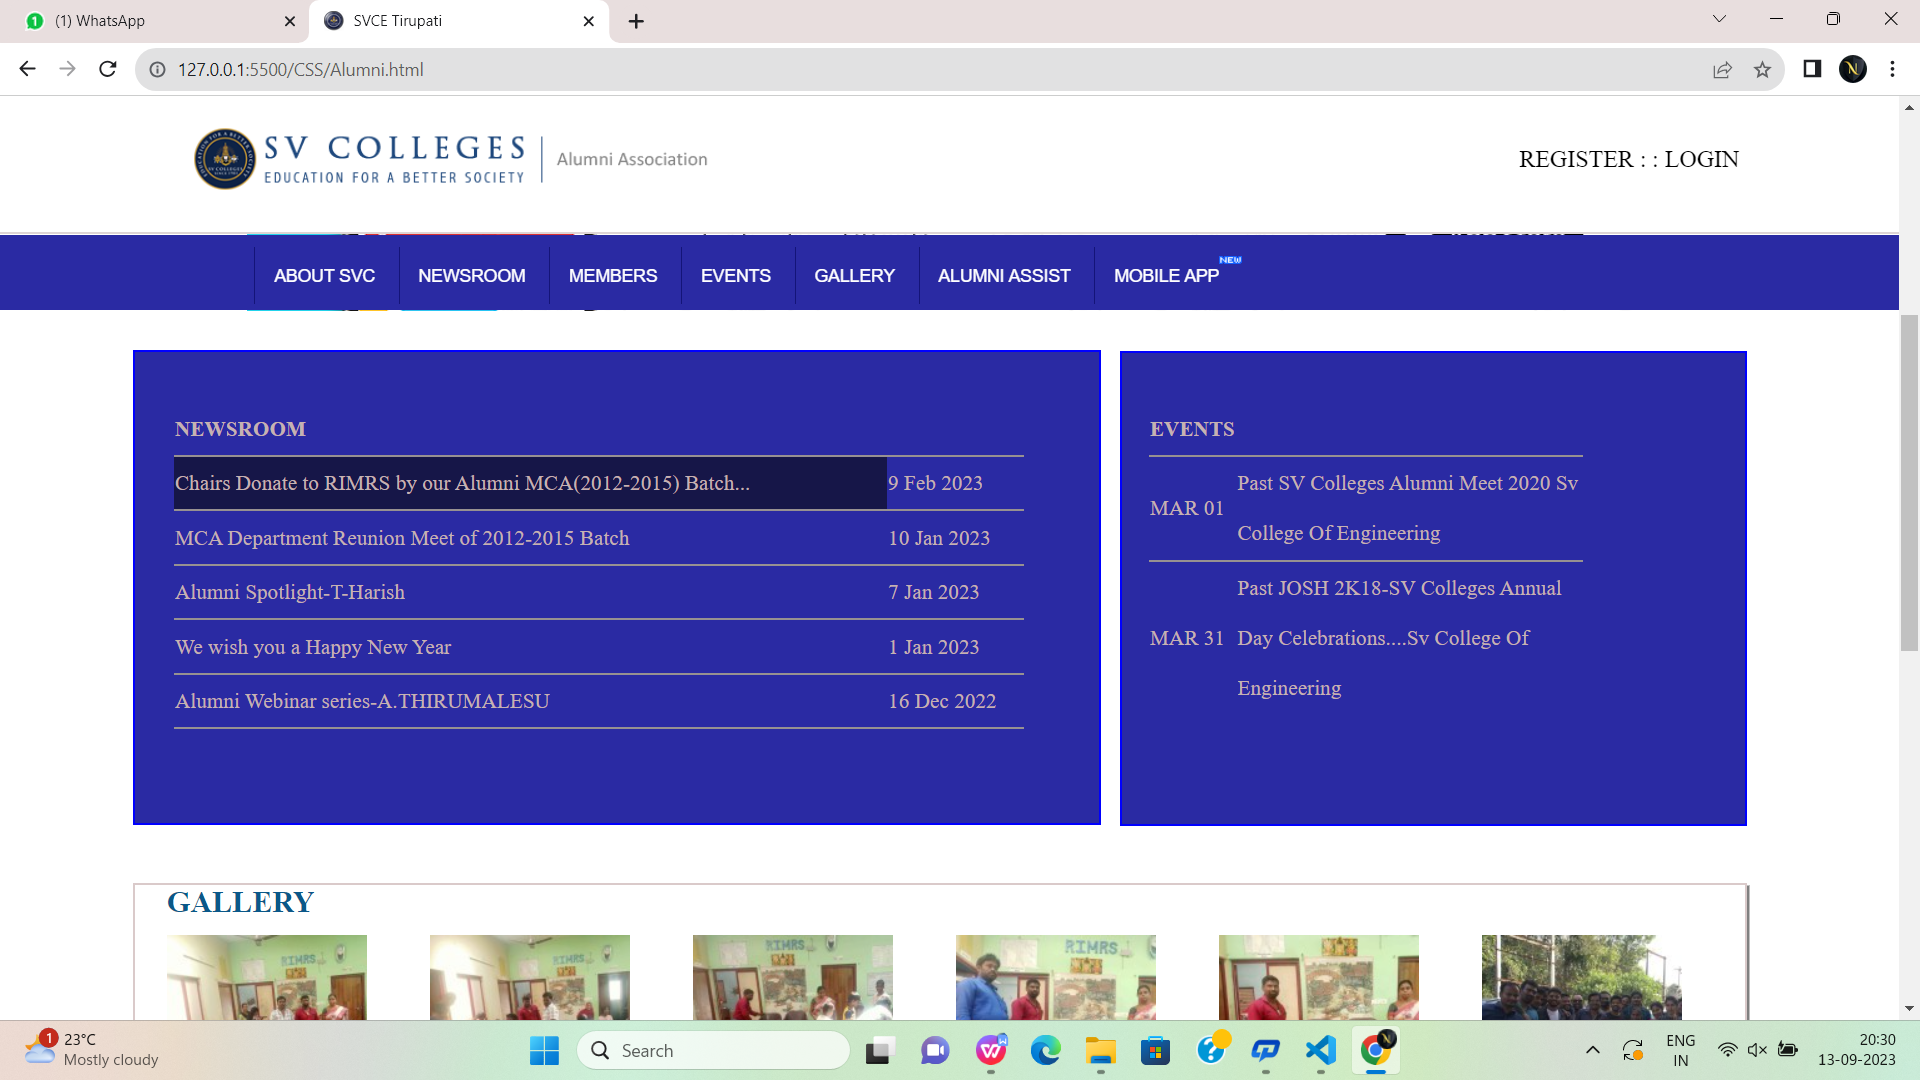 (1) WhatsApp
SVCE Tirupati
127.0.0.1:5500/CSS/Alumni.html
SV COLLEGES
EDUCATION FOR A BETTER SOCIETY
Alumni Association
REGISTER : : LOGIN
ABOUT SVC
NEWSROOM
MEMBERS
EVENTS
GALLERY
ALUMNI ASSIST
MOBILE APP
NEW
NEWSROOM
Chairs Donate to RIMRS by our Alumni MCA(2012-2015) Batch... 9 Feb 2023
MCA Department Reunion Meet of 2012-2015 Batch 10 Jan 2023
Alumni Spotlight-T-Harish 7 Jan 2023
We wish you a Happy New Year 1 Jan 2023
Alumni Webinar series-A.THIRUMALESU 16 Dec 2022
EVENTS
MAR 01
Past SV Colleges Alumni Meet 2020 Sv
College Of Engineering
MAR 31
Past JOSH 2K18-SV Colleges Annual
Day Celebrations....Sv College Of
Engineering
GALLERY
RIMRS
RIMRS
RIMRS
RIMRS
1
23°C
Mostly cloudy
Search
ENG
IN
20:30
13-09-2023